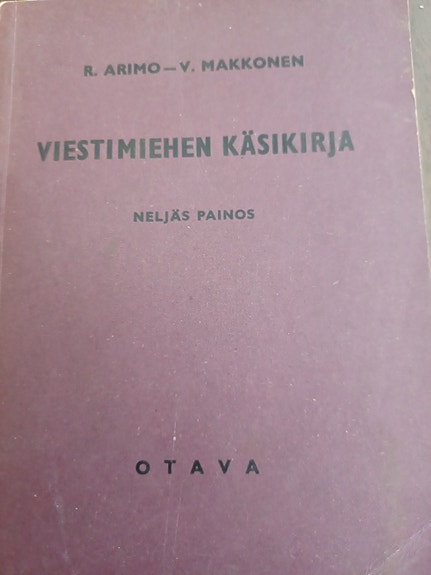 R. ARIMO — V. MAKKONEN
VIESTIMIEHEN KÄSIKIRJA
NELJÄS PAINOS
OTAVA